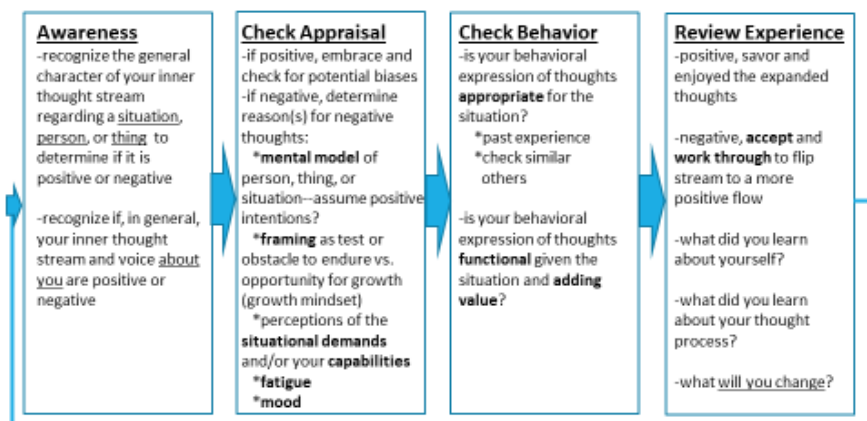 Awareness
-recognize the general
character of your inner
thought stream
regarding a situation,
person, or thing to
determine if it is
positive or negative
-recognize if, in general,
your inner thought
stream and voice about
you are positive or
negative
Check Appraisal
-if positive, embrace and
check for potential biases
-if negative, determine
reason(s) for negative
thoughts:
*mental model of
person, thing, or
situation--assume positive
intentions?
*framing as test or
obstacle to endure vs.
opportunity for growth
(growth mindset)
*perceptions of the
situational demands
and/or your capabilities
*fatigue
*mood
Check Behavior
-is your behavioral
expression of thoughts
appropriate for the
situation?
*past experience
*check similar
others
-is your behavioral
expression of thoughts
functional given the
situation and adding
value?
Review Experience
-positive, savor and
enjoyed the expanded
thoughts
-negative, accept and
work through to flip
stream to a more
positive flow
-what did you learn
about yourself?
-what did you learn
about your thought
process?
-what will you change?